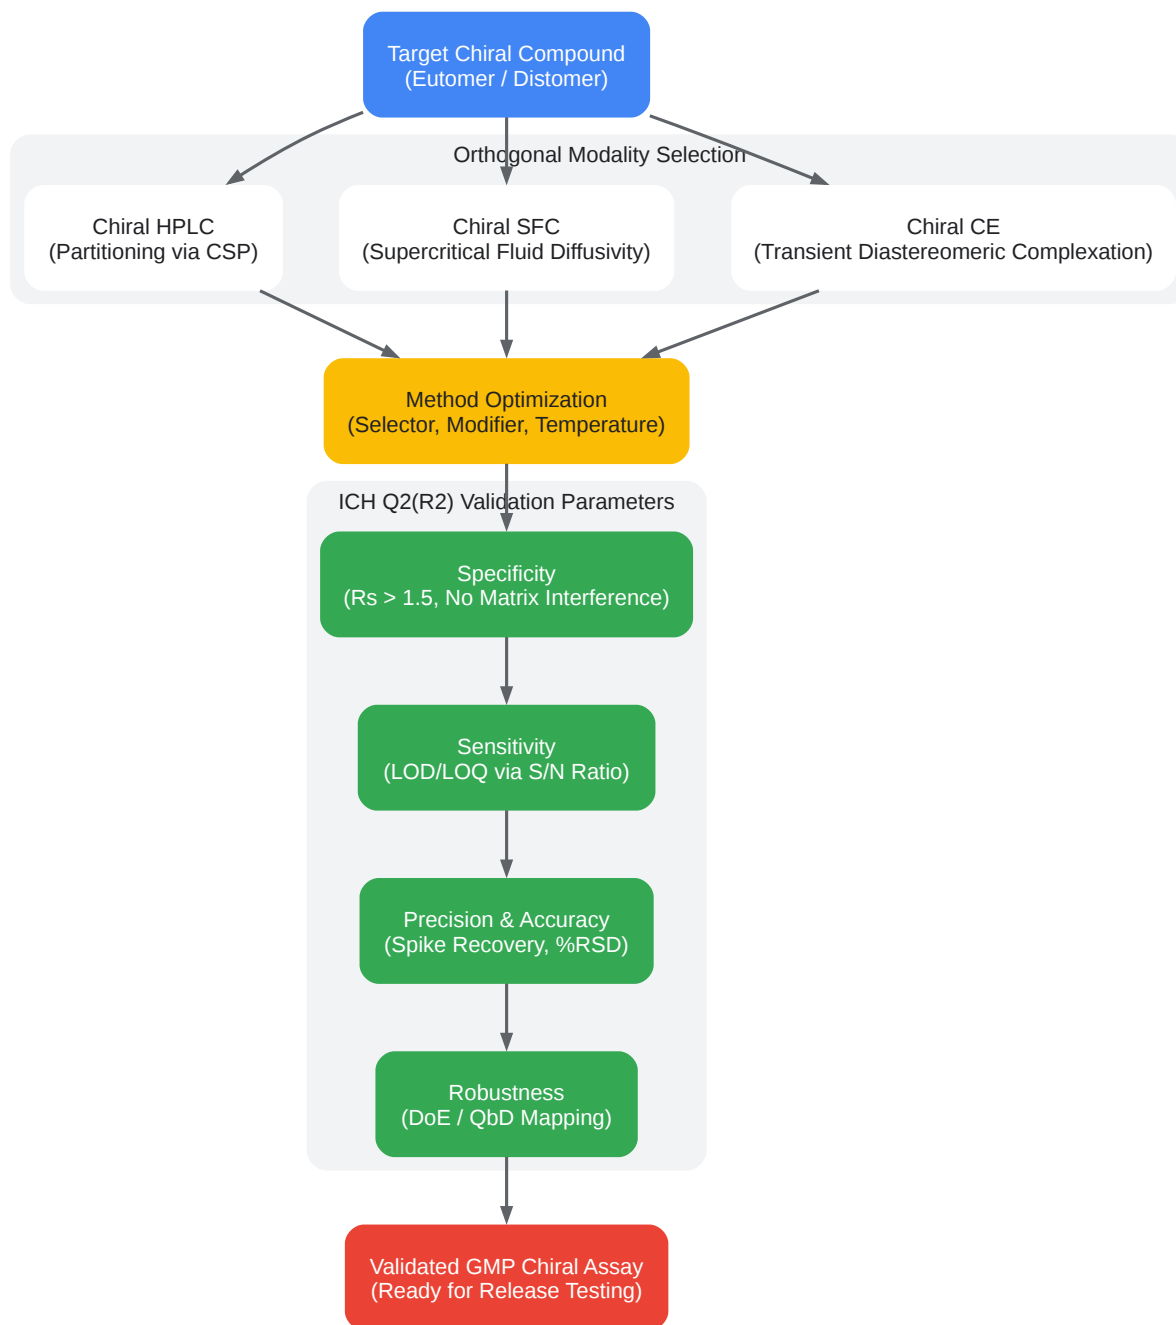 Target Chiral Compound
(Eutomer / Distomer)
Orthogonal Modality Selection
Chiral HPLC
(Partitioning via CSP)
Chiral SFC
(Supercritical Fluid Diffusivity)
Chiral CE
(Transient Diastereomeric Complexation)
Method Optimization
(Selector, Modifier, Temperature)
ICH Q2(R2) Validation Parameters
Specificity
(Rs > 1.5, No Matrix Interference)
Sensitivity
(LOD/LOQ via S/N Ratio)
Precision & Accuracy
(Spike Recovery, %RSD)
Robustness
(DoE / QbD Mapping)
Validated GMP Chiral Assay
(Ready for Release Testing)